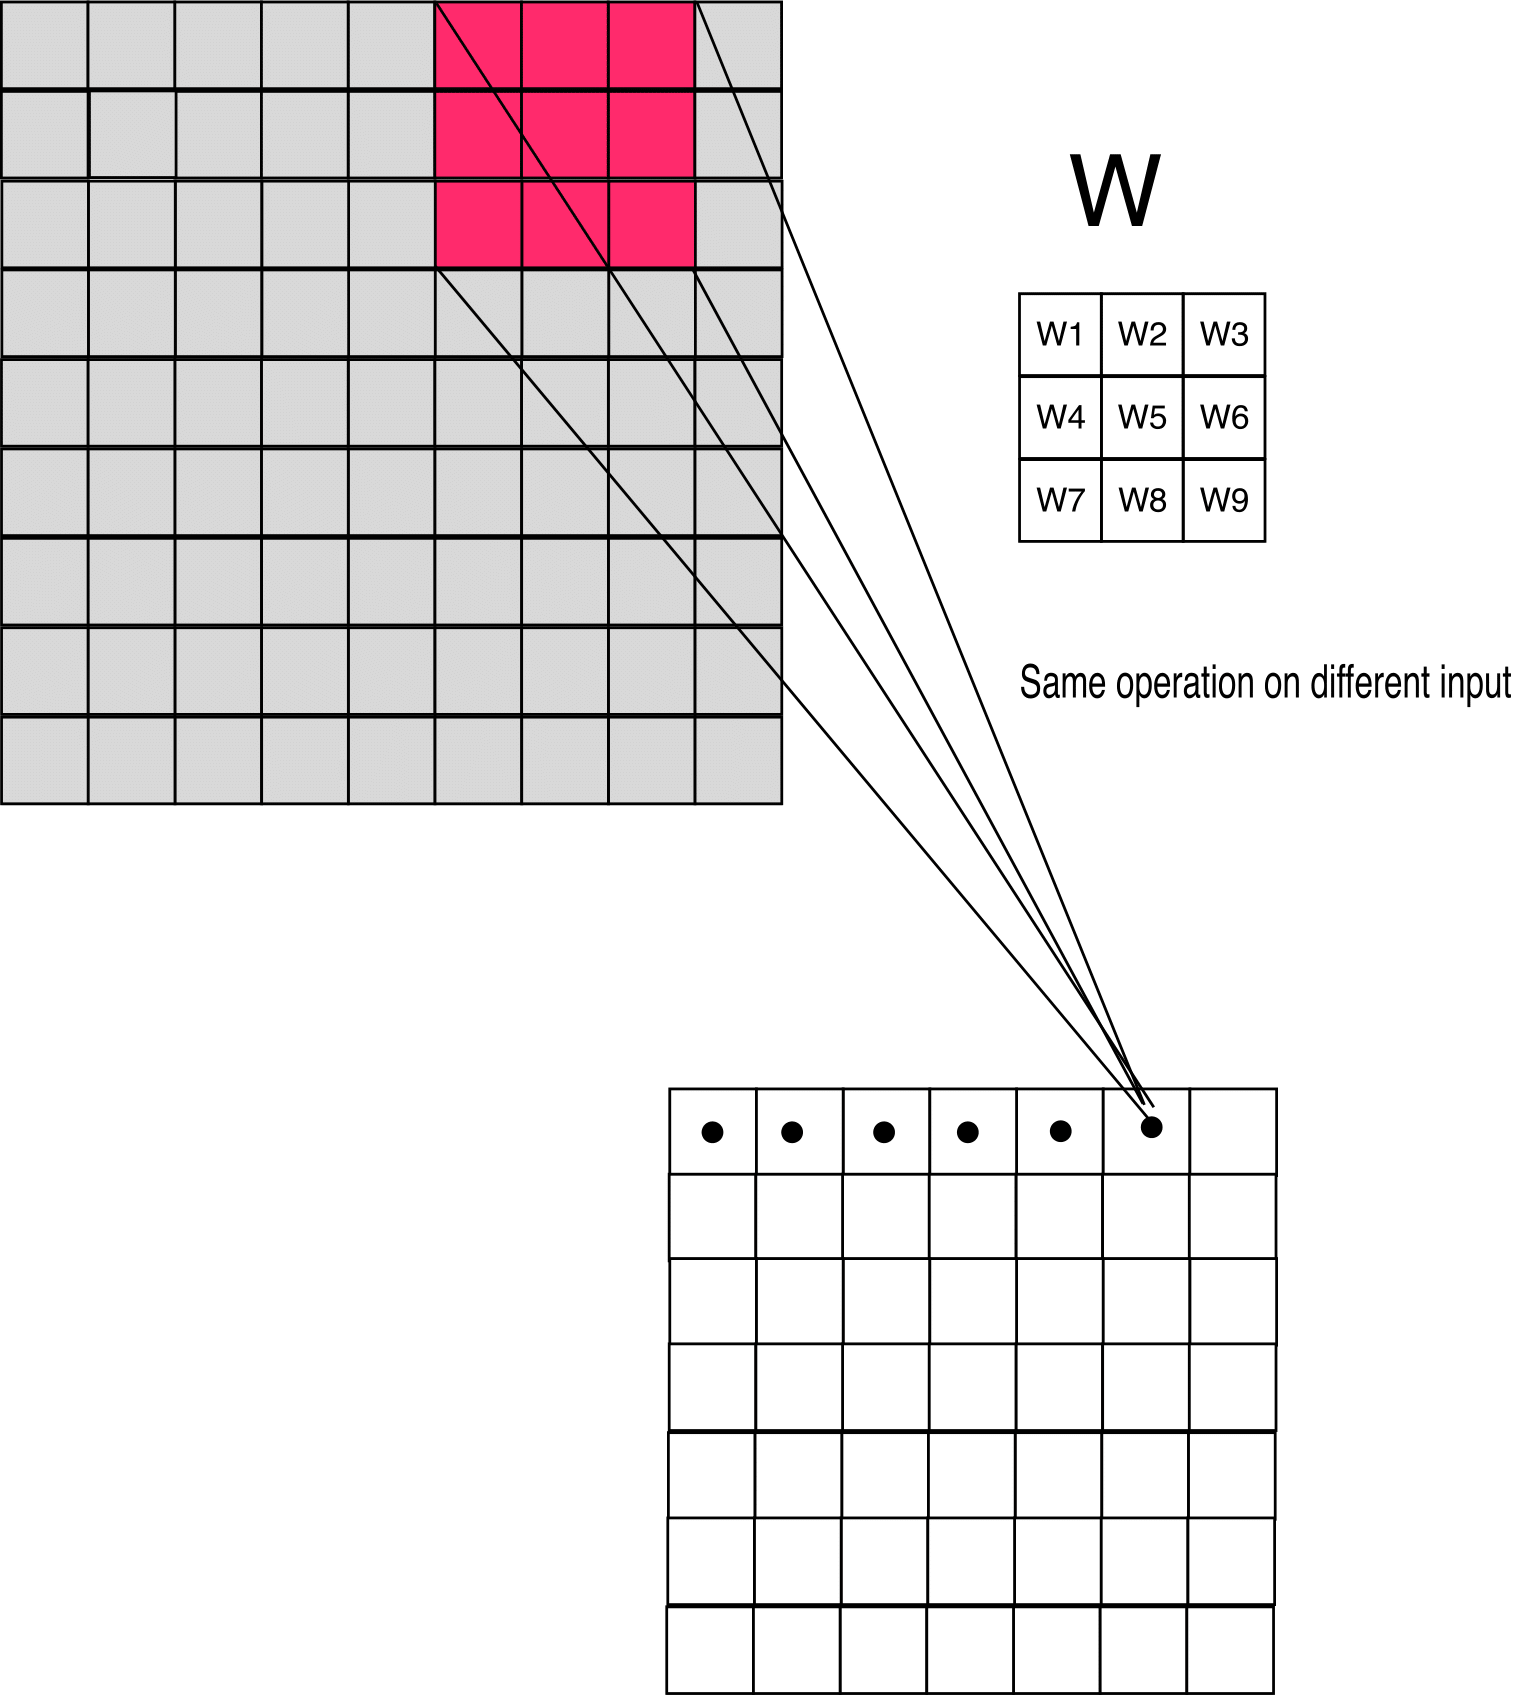 W
W1 W2 W3
W4 W5 W6
W7 W8 W9
Same operation on different input